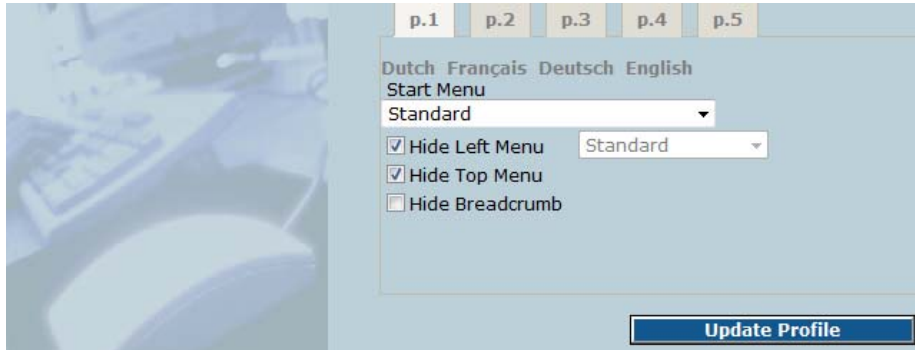 p.1 p.2 p.3 p.4 p.5
Dutch Français Deutsch English
Start Menu
Standard
Hide Left Menu Standard
Hide Top Menu
Hide Breadcrumb
Update Profile